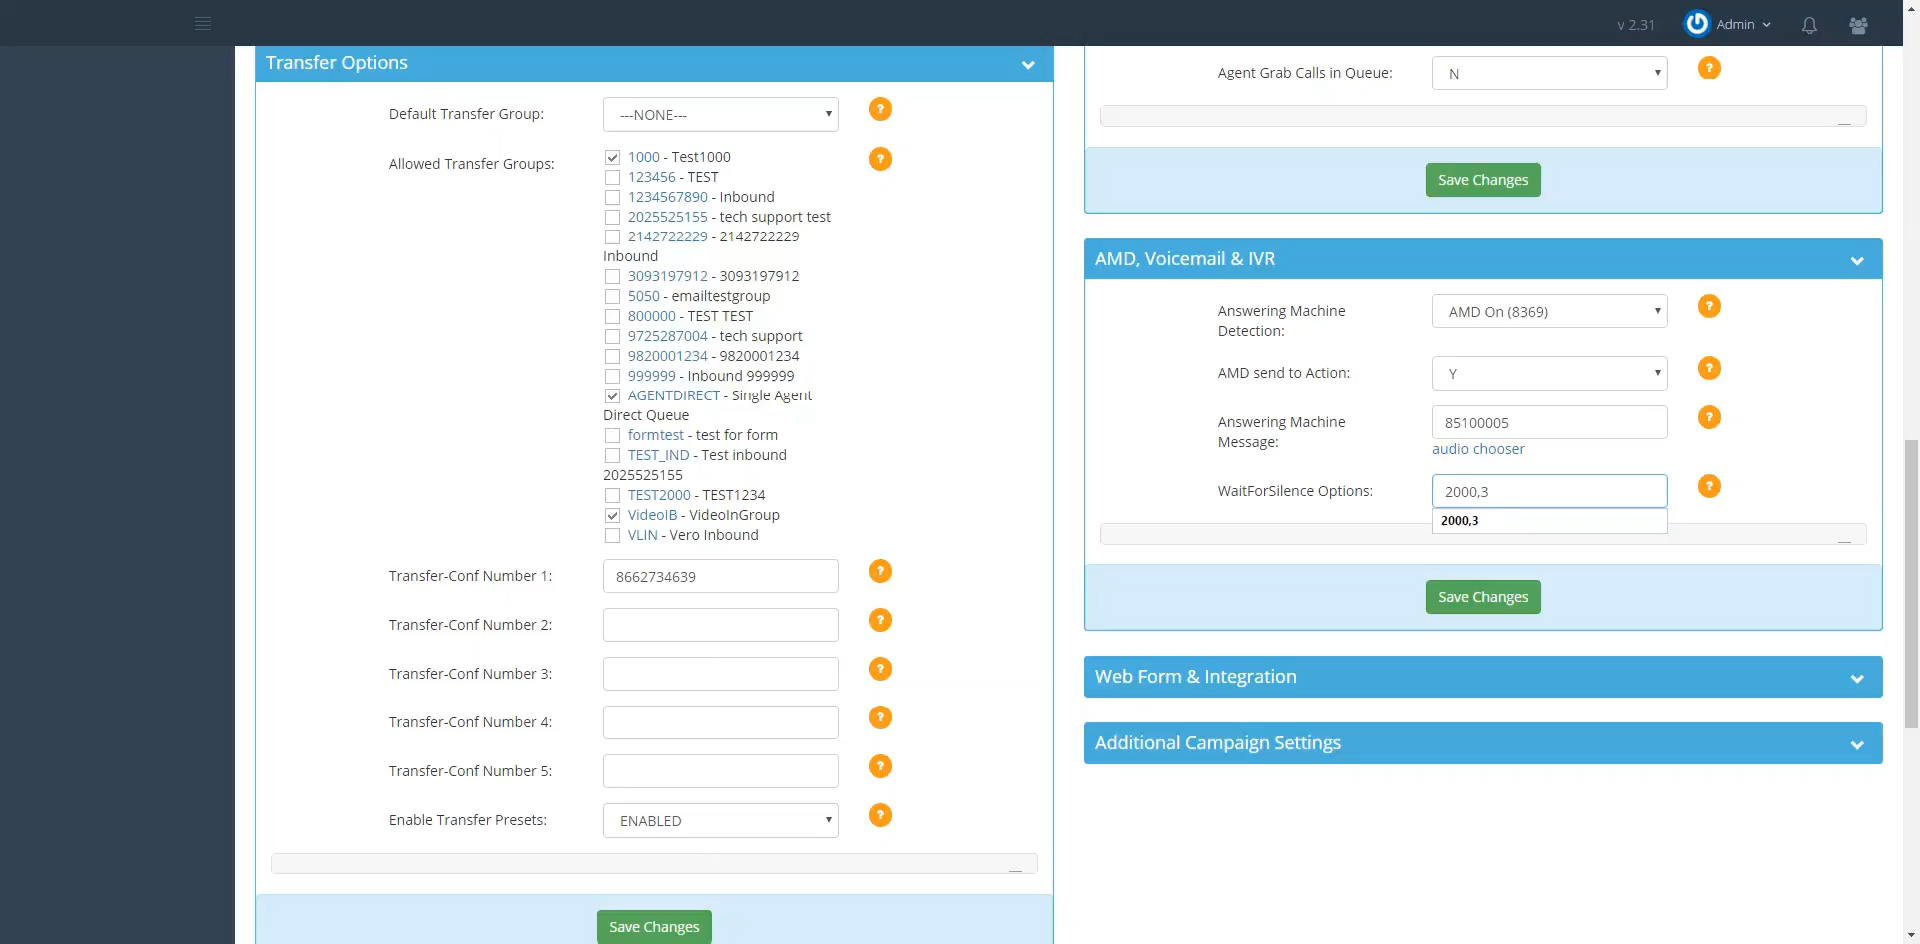 v 2.31
Admin
Transfer Options
Default Transfer Group:
---NONE---
?
Allowed Transfer Groups:
1000 - Test1000
?
123456 - TEST
1234567890 - Inbound
2025525155 - tech support test
2142722229 - 2142722229
Inbound
3093197912 - 3093197912
5050 - emailtestgroup
800000 - TEST TEST
9725287004 - tech support
9820001234 - 9820001234
999999 - Inbound 999999
AGENTDIRECT - Single Agent
Direct Queue
formtest - test for form
TEST_IND - Test inbound
2025525155
TEST2000 - TEST1234
VideoIB - VideoInGroup
VLIN - Vero Inbound
Transfer-Conf Number 1:
8662734639
?
Transfer-Conf Number 2:
?
Transfer-Conf Number 3:
?
Transfer-Conf Number 4:
?
Transfer-Conf Number 5:
?
Enable Transfer Presets:
ENABLED
?
Save Changes
Agent Grab Calls in Queue:
N
?
Save Changes
AMD, Voicemail & IVR
Answering Machine
Detection:
AMD On (8369)
?
AMD send to Action:
Y
?
Answering Machine
Message:
85100005
?
audio chooser
WaitForSilence Options:
2000,3
?
2000,3
Save Changes
Web Form & Integration
Additional Campaign Settings